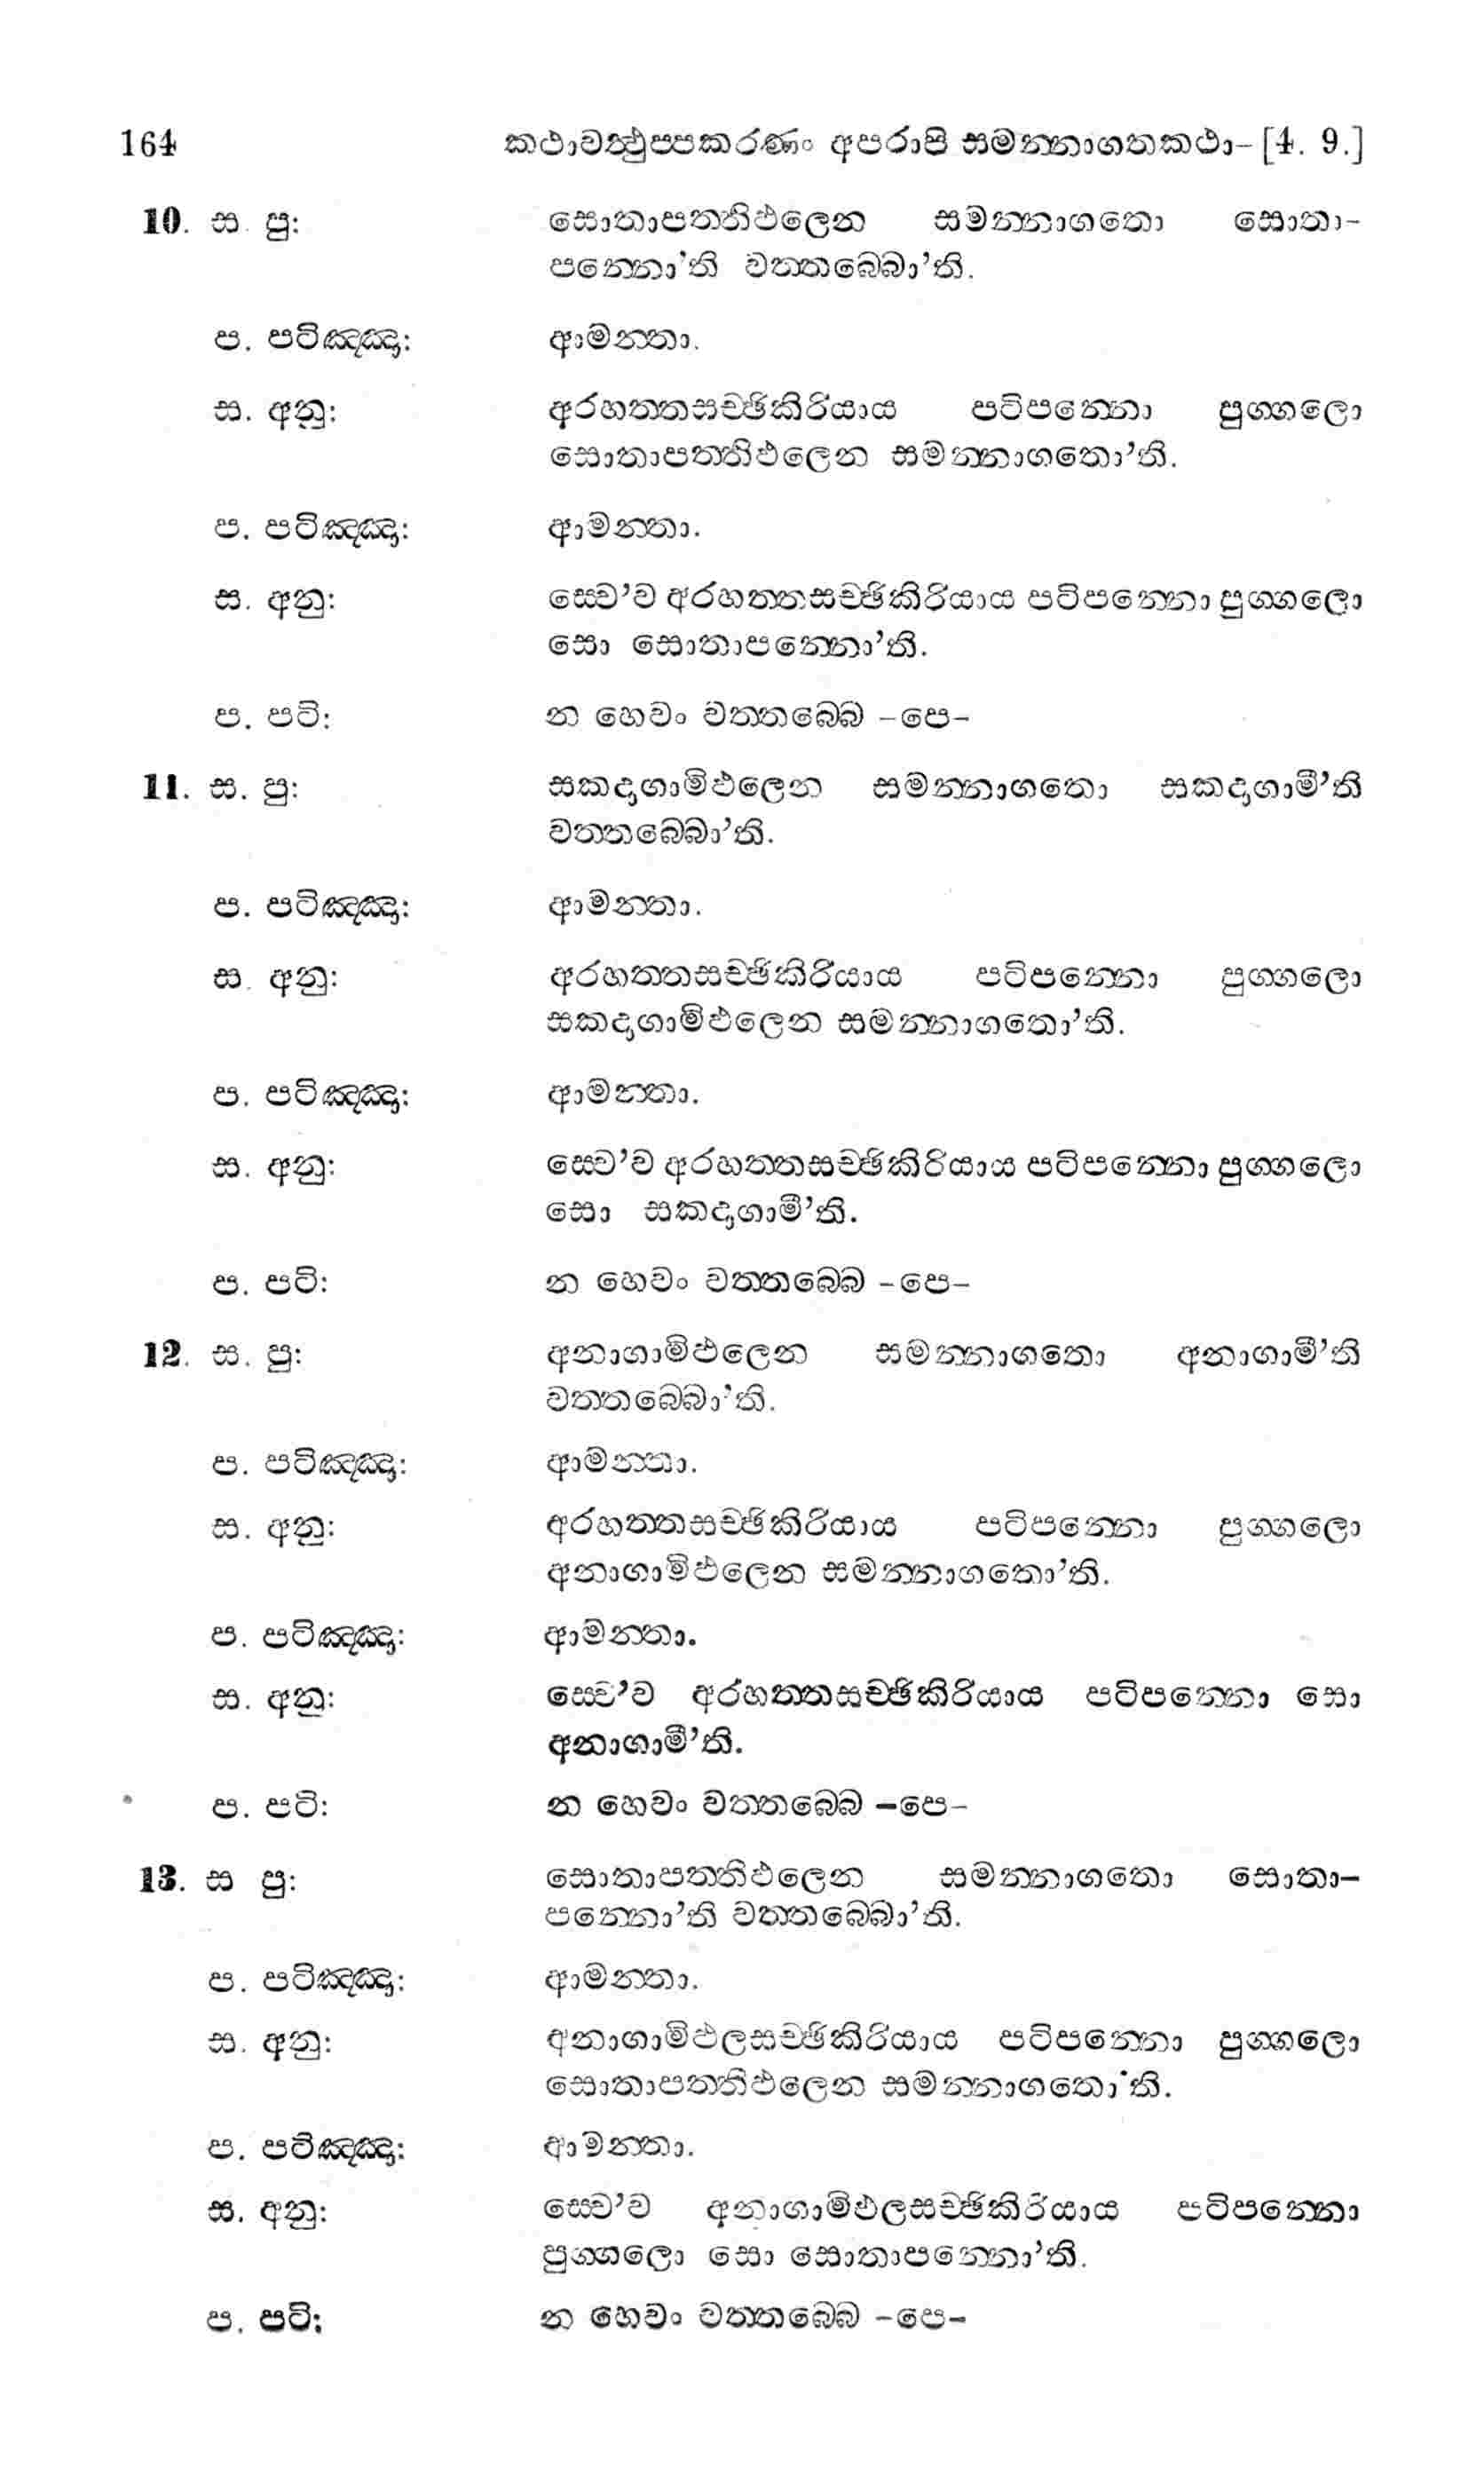 164 කථාවත්‍ථුප්‍පකරණං අපරාපි සමන්‍නාගතකථා- [4. 9.]
10. ස. පු: සොතාපත්‍තිඵලෙන සමන්‍නාගතො සොතා-
පන්‍නො’ති වත්‍තබ්‍බො’ති.
ප. පටිඤ්‍ඤා: ආමන්‍තා.
ස. අනු: අරහත්‍තසච්‍ඡිකිරියාය පටිපන්‍නො පුග්‍ගලො
සොතාපත්‍තිඵලෙන සමන්‍නාගතො’ති.
ප. පටිඤ්‍ඤා: ආමන්‍තා.
ස. අනු: ස්‍වෙ’ව අරහත්‍තසච්‍ඡිකිරියාය පටිපන්‍නො පුග්‍ගලො
සො සොතාපන්‍නො’ති.
ප. පටි: න හෙවං වත්‍තබ්‍බෙ -පෙ-
11. ස. පු: සකදාගාමිඵලෙන සමන්‍නාගතො සකදාගාමී’ති
වත්‍තබ්‍බො’ති.
ප. පටිඤ්‍ඤා: ආමන්‍තා.
ස. අනු: අරහත්‍තසච්‍ඡිකිරියාය පටිපන්‍නො පුග්‍ගලො
සකදාගාමිඵලෙන සමන්‍නාගතො’ති.
ප. පටිඤ්‍ඤා: ආමන්‍තා.
ස. අනු: ස්‍වෙ’ව අරහත්‍තසච්‍ඡිකිරියාය පටිපන්‍නො පුග්‍ගලො
සො සකදාගාමී’ති.
ප. පටි: න හෙවං වත්‍තබ්‍බෙ -පෙ-
12. ස. පු: අනාගාමිඵලෙන සමන්‍නාගතො අනාගාමී’ති
වත්‍තබ්‍බො’ති.
ප. පටිඤ්‍ඤා: ආමන්‍තා.
ස. අනු: අරහත්‍තසච්‍ඡිකිරියාය පටිපන්‍නො පුග්‍ගලො
අනාගාමිඵලෙන සමන්‍නාගතො’ති.
ප. පටිඤ්‍ඤා: ආමන්‍තා.
ස. අනු: ස්‍වෙ’ව අරහත්‍තසච්‍ඡිකිරියාය පටිපන්‍නො සො
අනාගාමී’ති.
ප. පටි: න හෙවං වත්‍තබ්‍බෙ -පෙ-
13. ස පු: සොතාපත්‍තිඵලෙන සමන්‍නාගතො සොතා-
පන්‍නො’ති වත්‍තබ්‍බො’ති.
ප. පටිඤ්‍ඤා: ආමන්‍තා.
ස. අනු: අනාගාමිඵලසච්‍ඡිකිරියාය පටිපන්‍නො පුග්‍ගලො
සොතාපත්‍තිඵලෙන සමන්‍නාගතො’ති.
ප. පටිඤ්‍ඤා: ආමන්‍තා.
ස. අනු: ස්‍වෙ’ව අනාගාමිඵලසච්‍ඡිකිරියාය පටිපන්‍නො
පුග්‍ගලො සො සොතාපන්‍නො’ති.
ප. පටි: න හෙවං වත්‍තබ්‍බෙ -පෙ-